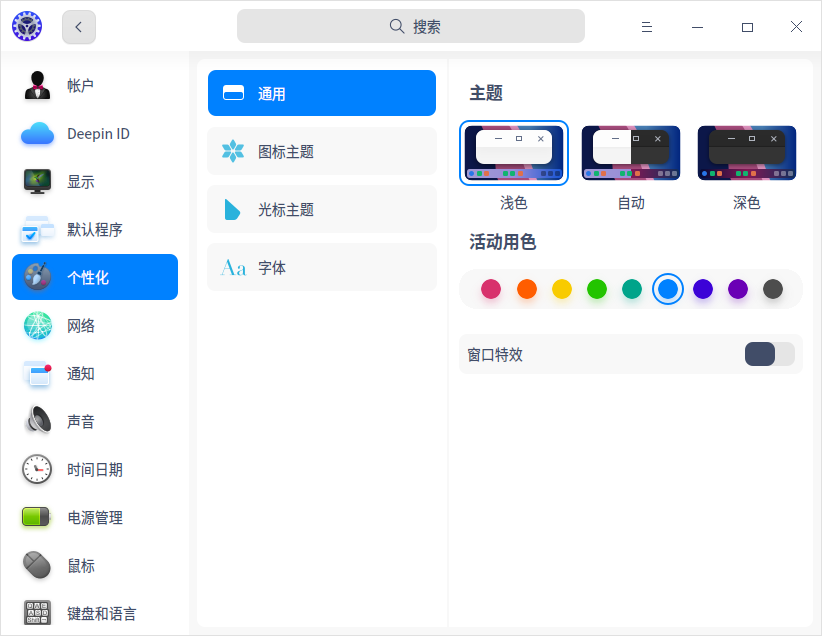 搜索
帐户
Deepin ID
显示
默认程序
个性化
网络
通知
声音
时间日期
电源管理
鼠标
键盘和语言
通用
图标主题
光标主题
Aa 字体
主题
浅色 自动 深色
活动用色
窗口特效